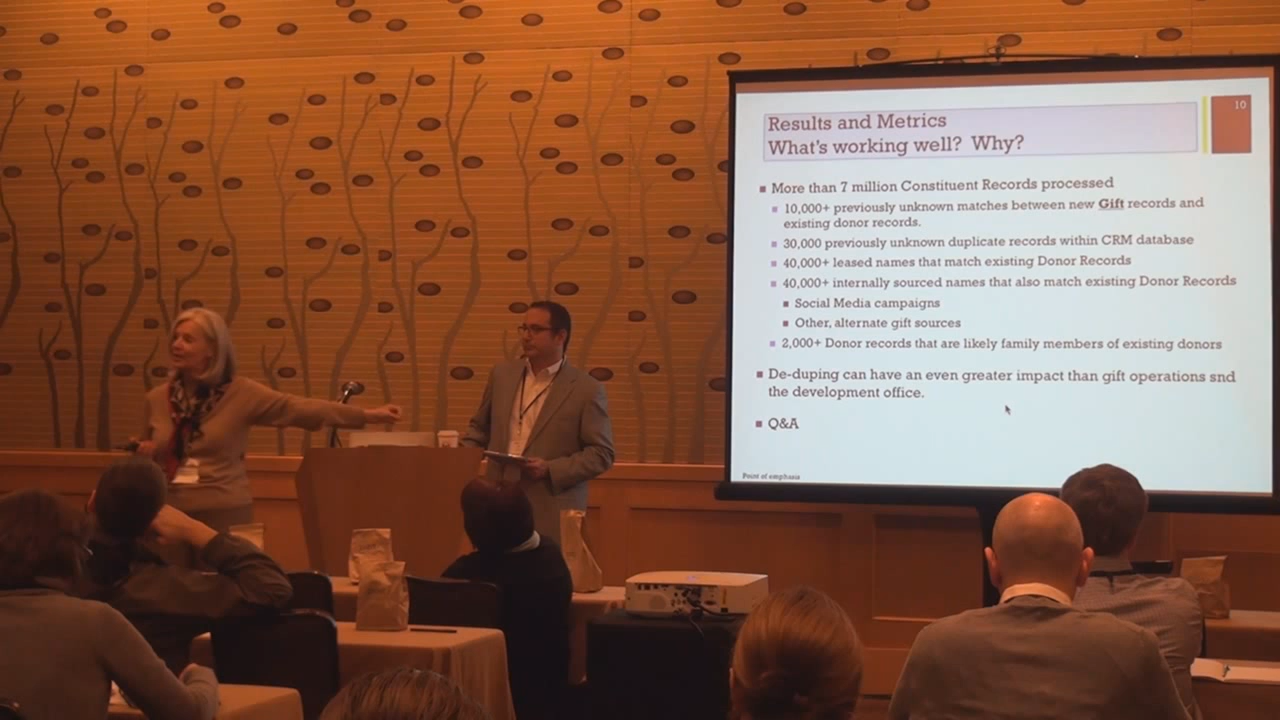 10
Results and Metrics
What's working well? Why?
More than 7 million Constituent Records processed
10,000+ previously unknown matches between new Gift records and
existing donor records.
30,000 previously unknown duplicate records within CRM database
40,000+ leased names that match existing Donor Records
40,000+ internally sourced names that also match existing Donor Records
Social Media campaigns
Other, alternate gift sources
2,000+ Donor records that are likely family members of existing donors
De-duping can have an even greater impact than gift operations snd
the development office.
Q&A
Point of emphasis